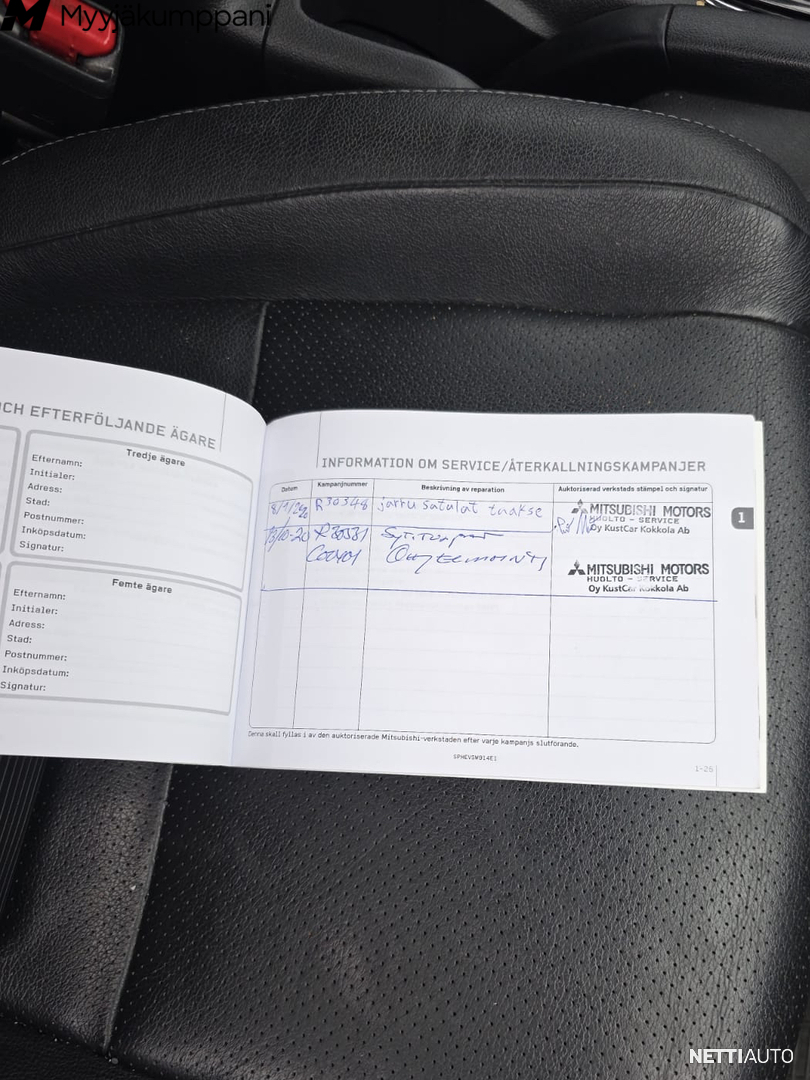 Myyjäkumppani
OCH EFTERFÖLJANDE ÄGARE
Tredje ägare
Efternamn:
Initialer:
Adress:
Stad:
Postnummer:
Inköpsdatum:
Signatur:
Femte ägare
Efternamn:
Initialer:
Adress:
Stad:
Postnummer:
Inköpsdatum:
Signatur:
INFORMATION OM SERVICE/ÅTERKALLNINGSKAMPANJER
Datum Kampanjnummer Beskrivning av reparation Auktoriserad verkstads stämpel och signatur
R30348 jarru satulat taakse
MITSUBISHI MOTORS
HUOLTO - SERVICE
Oy KustCar Kokkola Ab
MITSUBISHI MOTORS
HUOLTO - SERVICE
Oy KustCar Kokkola Ab
1
Denna skall fyllas i av den auktoriserade Mitsubishi-verkstaden efter varje kampanjs slutförande.
1-25
NETTIAUTO